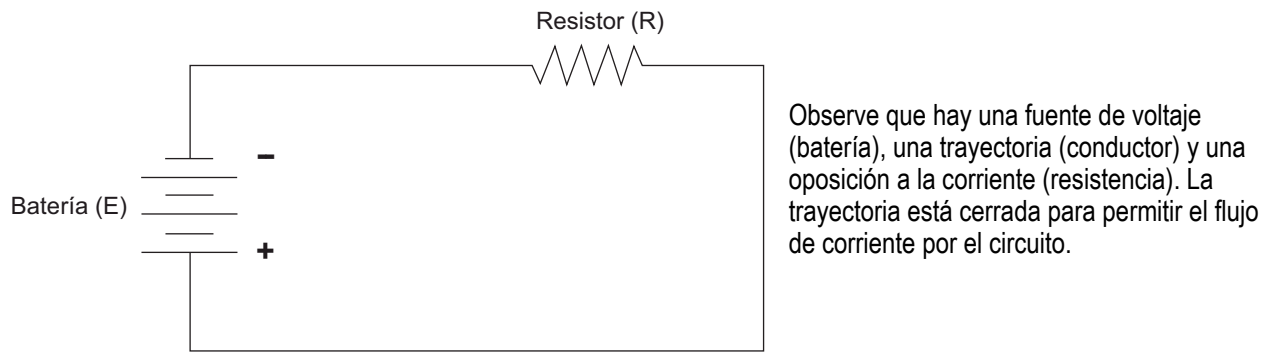 Resistor (R)
Observe que hay una fuente de voltaje
(batería), una trayectoria (conductor) y una
oposición a la corriente (resistencia). La
trayectoria está cerrada para permitir el flujo
de corriente por el circuito.
-
Batería (E)
+